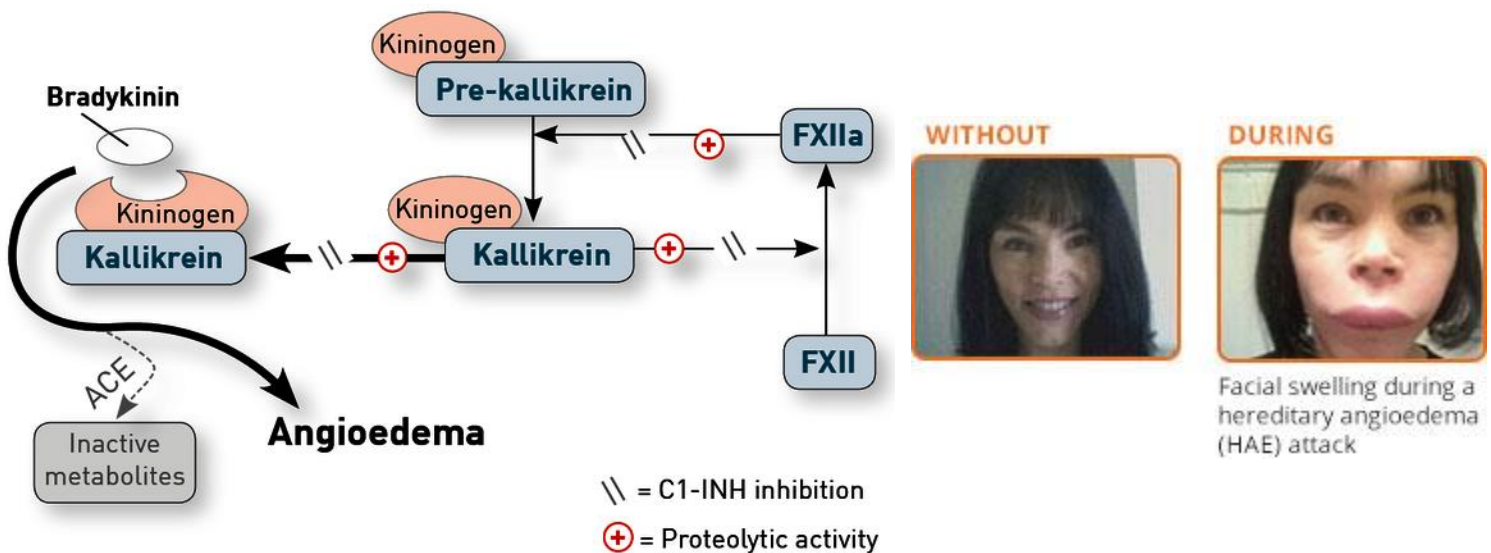 Kininogen
Pre-kallikrein
Bradykinin
FXIIa
Kininogen
Kallikrein
Kininogen
Kallikrein
FXII
ACE
Inactive
metabolites
Angioedema
\\ = C1-INH inhibition
+ = Proteolytic activity
WITHOUT
DURING
Facial swelling during a
hereditary angioedema
(HAE) attack